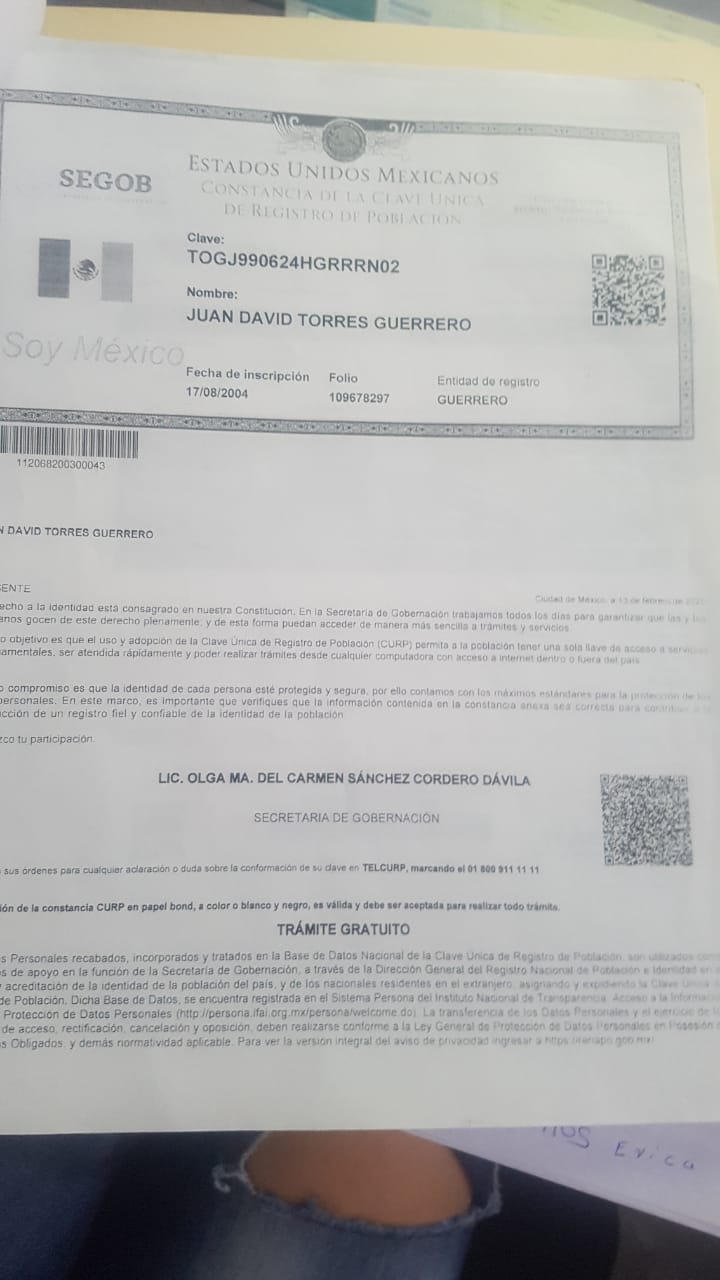 SEGOB
ESTADOS UNIDOS MEXICANOS
CONSTANCIA DE LA CLAVE ÚNICA
DE REGISTRO DE POBLACIÓN
Clave:
TOGJ990624HGRRRN02
Nombre:
JUAN DAVID TORRES GUERRERO
Soy México
Fecha de inscripción Folio Entidad de registro
17/08/2004 109678297 GUERRERO
112068200300043
N DAVID TORRES GUERRERO
SENTE
Ciudad de México, a 13 de febrero de
echo a la identidad está consagrado en nuestra Constitución. En la Secretaría de Gobernación trabajamos todos los días para garantizar que las y los
anos gocen de este derecho plenamente; y de esta forma puedan acceder de manera más sencilla a trámites y servicios.
o objetivo es que el uso y adopción de la Clave Única de Registro de Población (CURP) permita a la población tener una sola llave de acceso a servicios
amentales, ser atendida rápidamente y poder realizar trámites desde cualquier computadora con acceso a internet dentro o fuera del país.
o compromiso es que la identidad de cada persona esté protegida y segura, por ello contamos con los máximos estándares para la protección de los
personales. En este marco, es importante que verifiques que la información contenida en la constancia anexa sea correcta para contribuir a la
cción de un registro fiel y confiable de la identidad de la población.
zco tu participación.
LIC. OLGA MA. DEL CARMEN SÁNCHEZ CORDERO DÁVILA
SECRETARIA DE GOBERNACIÓN
sus órdenes para cualquier aclaración o duda sobre la conformación de su clave en TELCURP, marcando el 01 800 911 11 11
ión de la constancia CURP en papel bond, a color o blanco y negro, es válida y debe ser aceptada para realizar todo trámite.
TRÁMITE GRATUITO
s Personales recabados, incorporados y tratados en la Base de Datos Nacional de la Clave Única de Registro de Población, son utilizados com
s de apoyo en la función de la Secretaría de Gobernación, a través de la Dirección General del Registro Nacional de Población e Identidad en
acreditación de la identidad de la población del país, y de los nacionales residentes en el extranjero, asignando y expidiendo la Clave Única
de Población. Dicha Base de Datos, se encuentra registrada en el Sistema Persona del Instituto Nacional de Transparencia, Acceso a la Informaci
Protección de Datos Personales (http://persona.ifai.org.mx/persona/welcome.do). La transferencia de los Datos Personales y el ejercicio de
de acceso, rectificación, cancelación y oposición, deben realizarse conforme a la Ley General de Protección de Datos Personales en Posesión
s Obligados, y demás normatividad aplicable. Para ver la versión integral del aviso de privacidad ingresar a https://renapo.gob.mx/
Erica